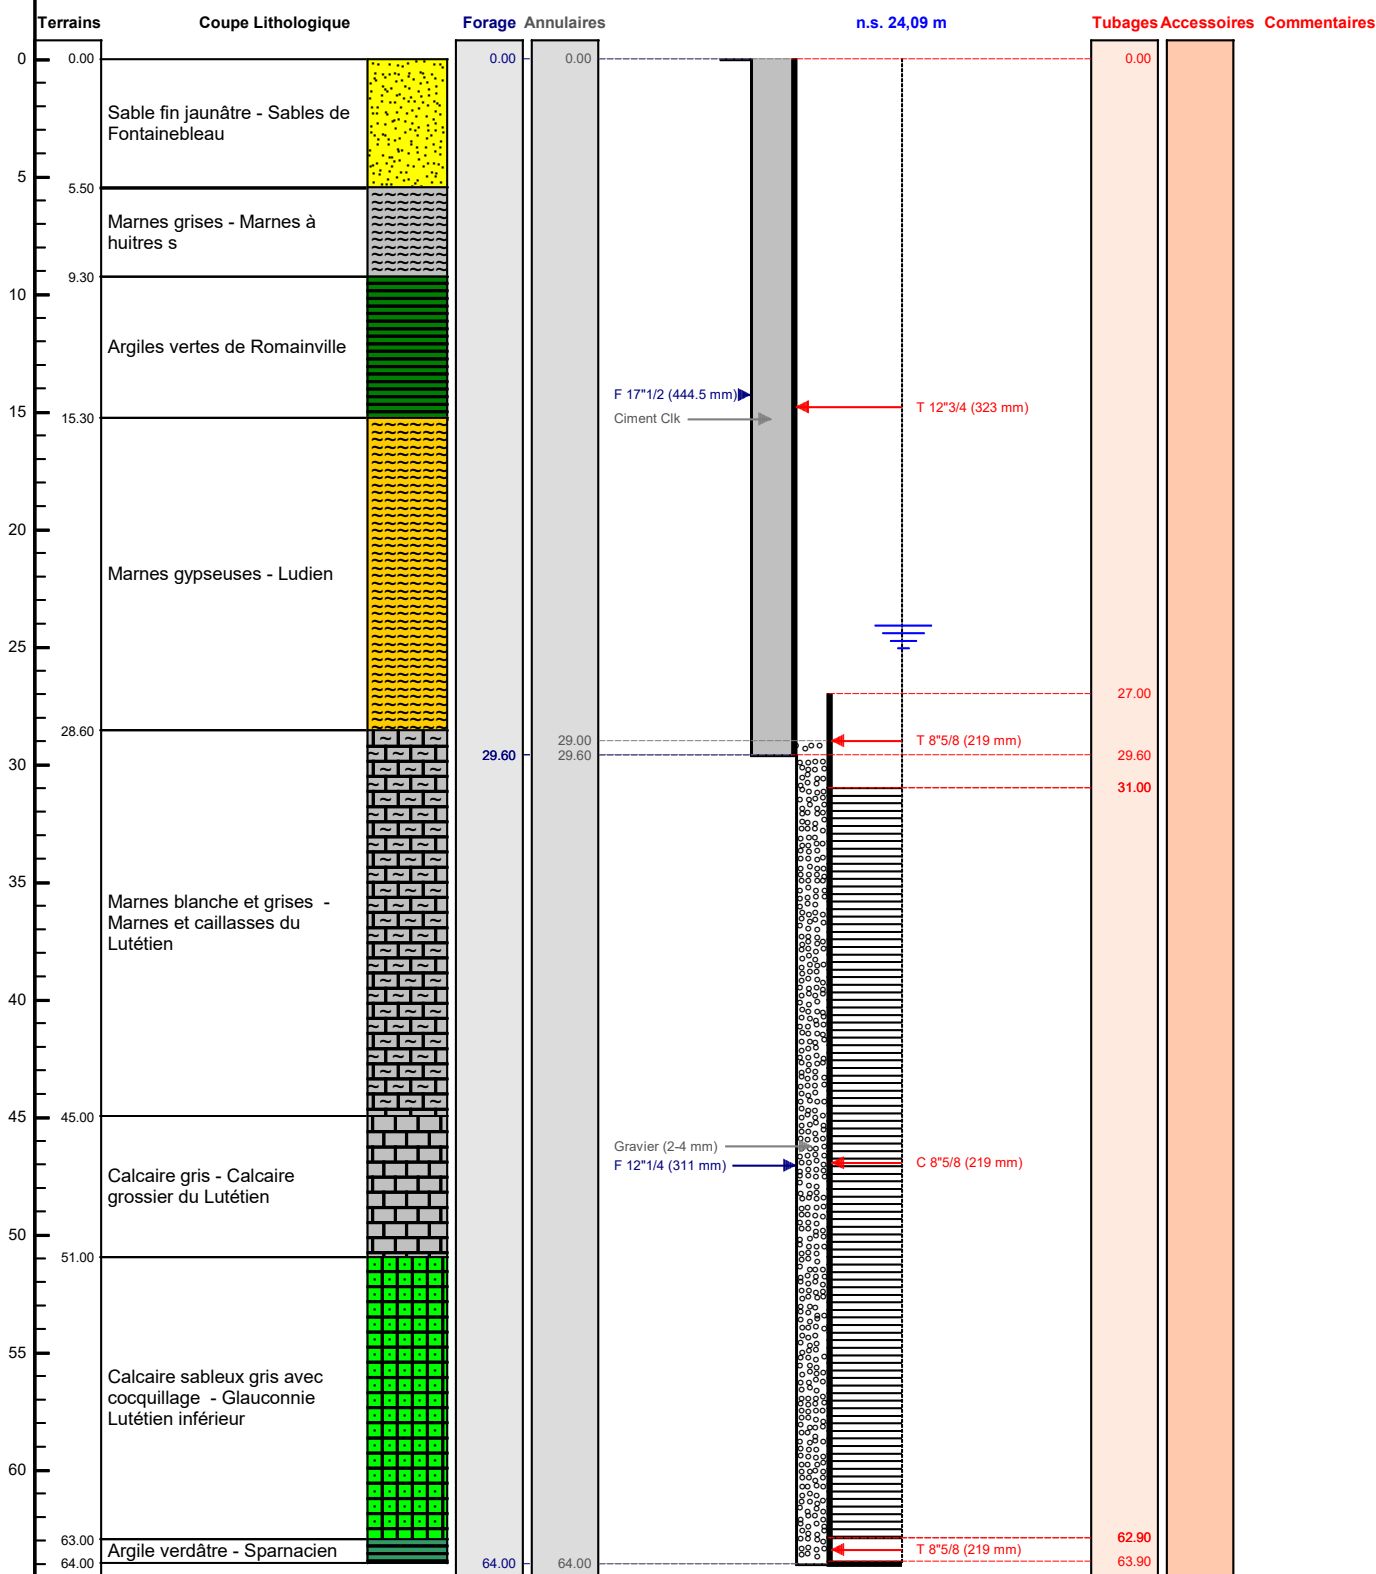 Terrains Coupe Lithologique Forage Annulaires n.s. 24,09 m Tubages Accessoires Commentaires
0 0.00 0.00 0.00 0.00
Sable fin jaunâtre - Sables de
Fontainebleau
5
5.50
Marnes grises - Marnes à
huitres s
9.30
10
Argiles vertes de Romainville
F 17"1/2 (444.5 mm)
T 12"3/4 (323 mm)
15
15.30
Ciment Clk
20
Marnes gypseuses - Ludien
25
27.00
28.60
29.00
T 8"5/8 (219 mm)
29.60 29.60 29.60
30
31.00
35
Marnes blanche et grises -
Marnes et caillasses du
Lutétien
40
45 45.00
Gravier (2-4 mm)
F 12"1/4 (311 mm)
C 8"5/8 (219 mm)
Calcaire gris - Calcaire
grossier du Lutétien
50
51.00
55
Calcaire sableux gris avec
cocquillage - Glauconnie
Lutétien inférieur
60
62.90
63.00
Argile verdâtre - Sparnacien
T 8"5/8 (219 mm)
63.90
64.00 64.00 64.00